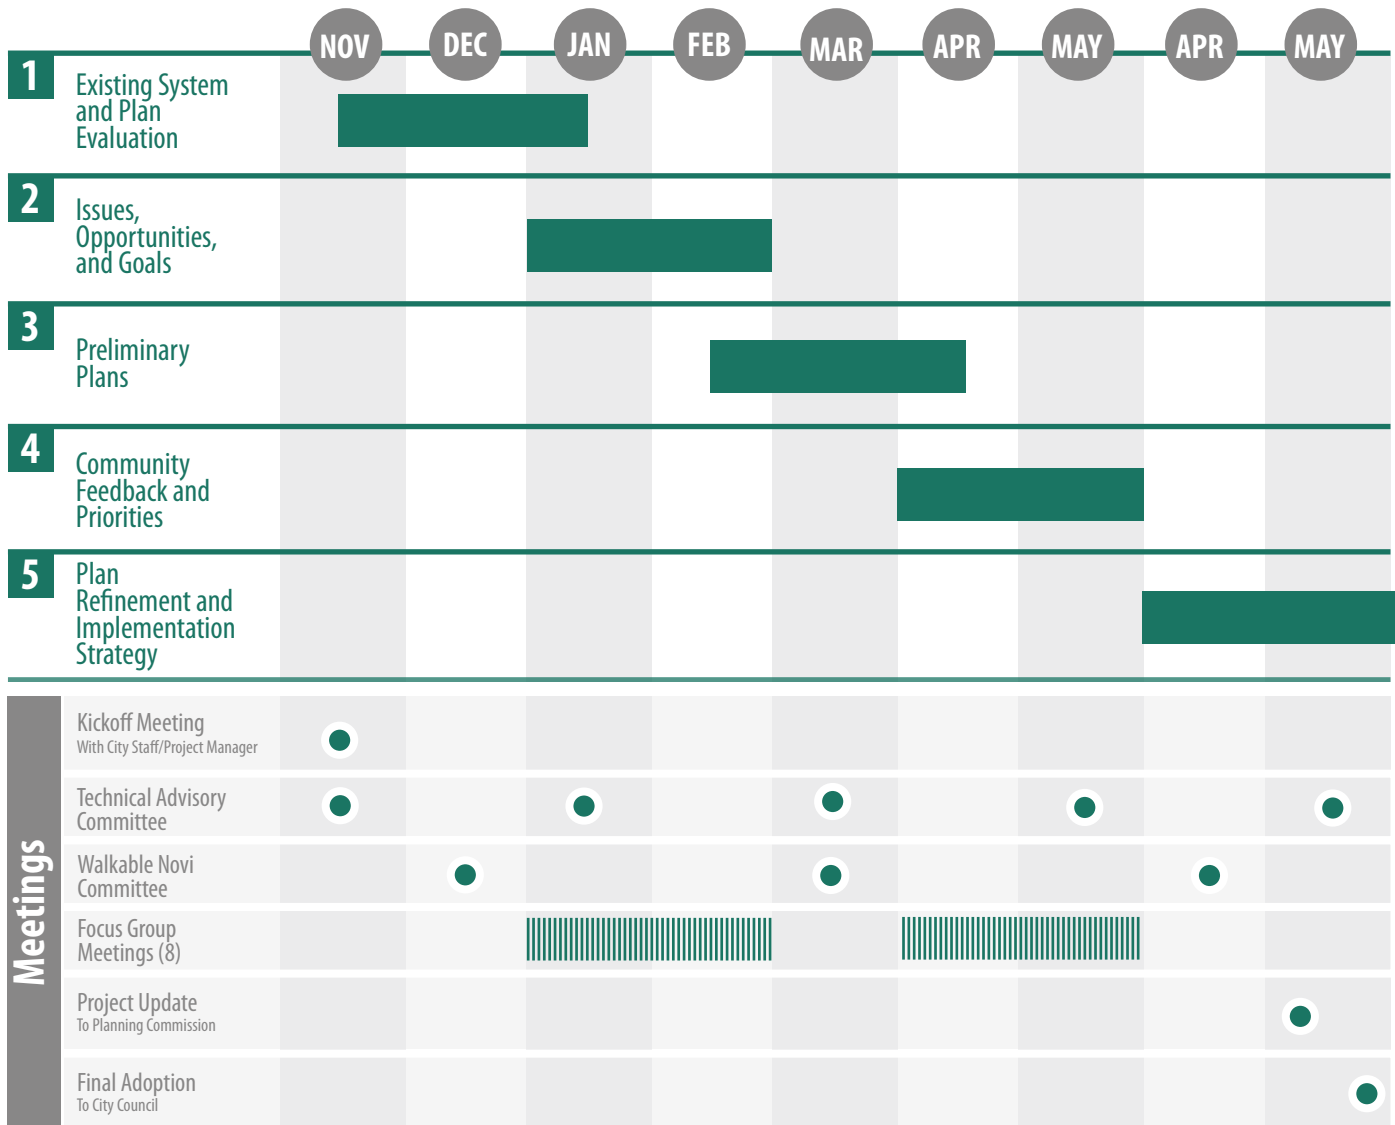 NOV DEC JAN FEB MAR APR MAY APR MAY
1
Existing System
and Plan
Evaluation
2
Issues,
Opportunities,
and Goals
3
Preliminary
Plans
4
Community
Feedback and
Priorities
5
Plan
Refinement and
Implementation
Strategy
Meetings
Kickoff Meeting
With City Staff/Project Manager
Technical Advisory
Committee
Walkable Novi
Committee
Focus Group
Meetings (8)
Project Update
To Planning Commission
Final Adoption
To City Council